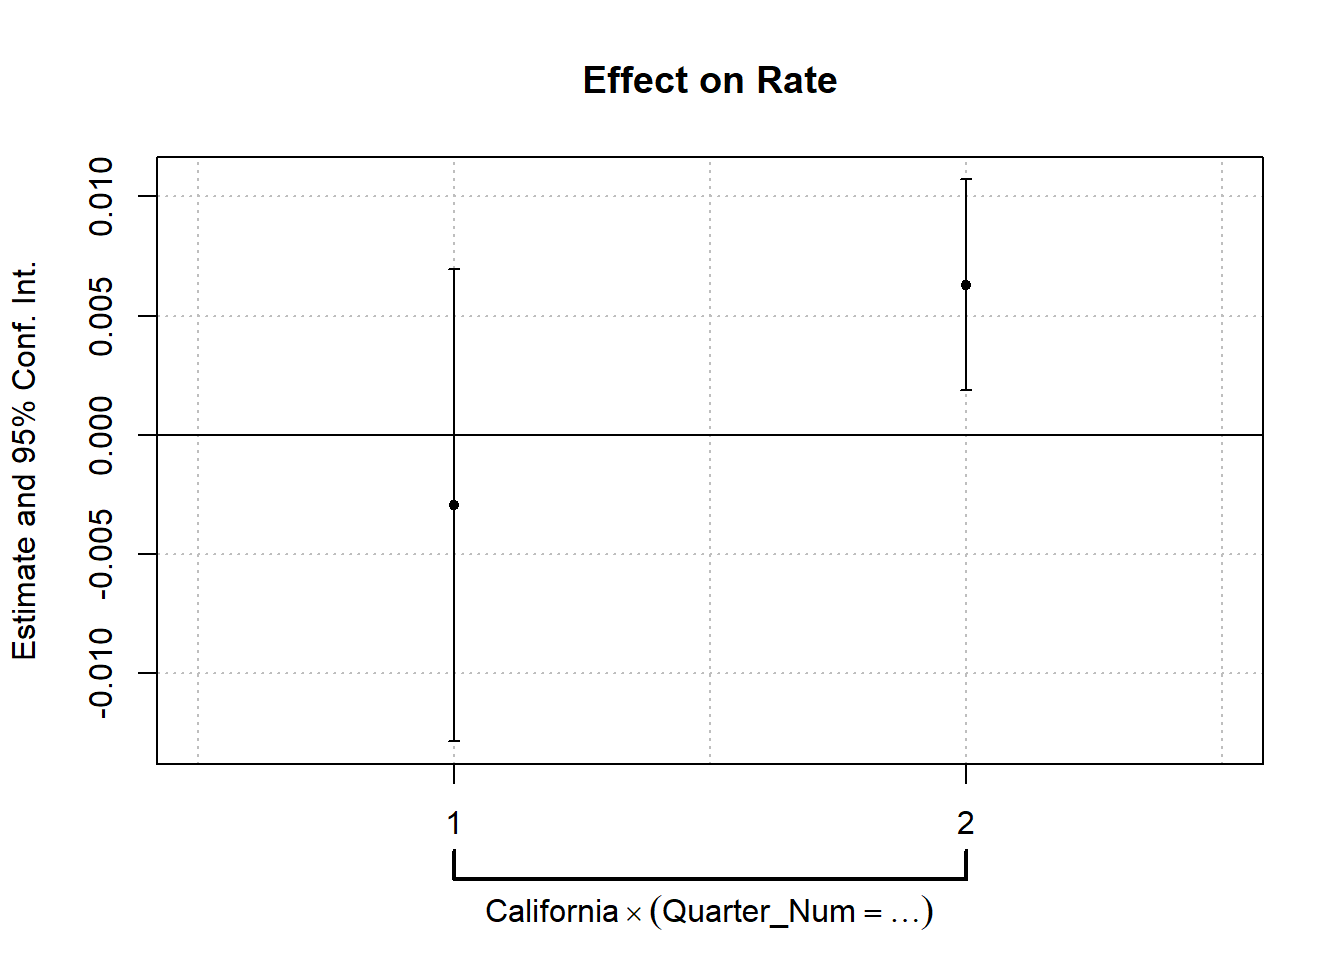 Effect on Rate
Estimate and 95% Conf. Int.
0.010
0.005
0.000
-0.005
-0.010
1
2
California × (Quarter_Num = …)